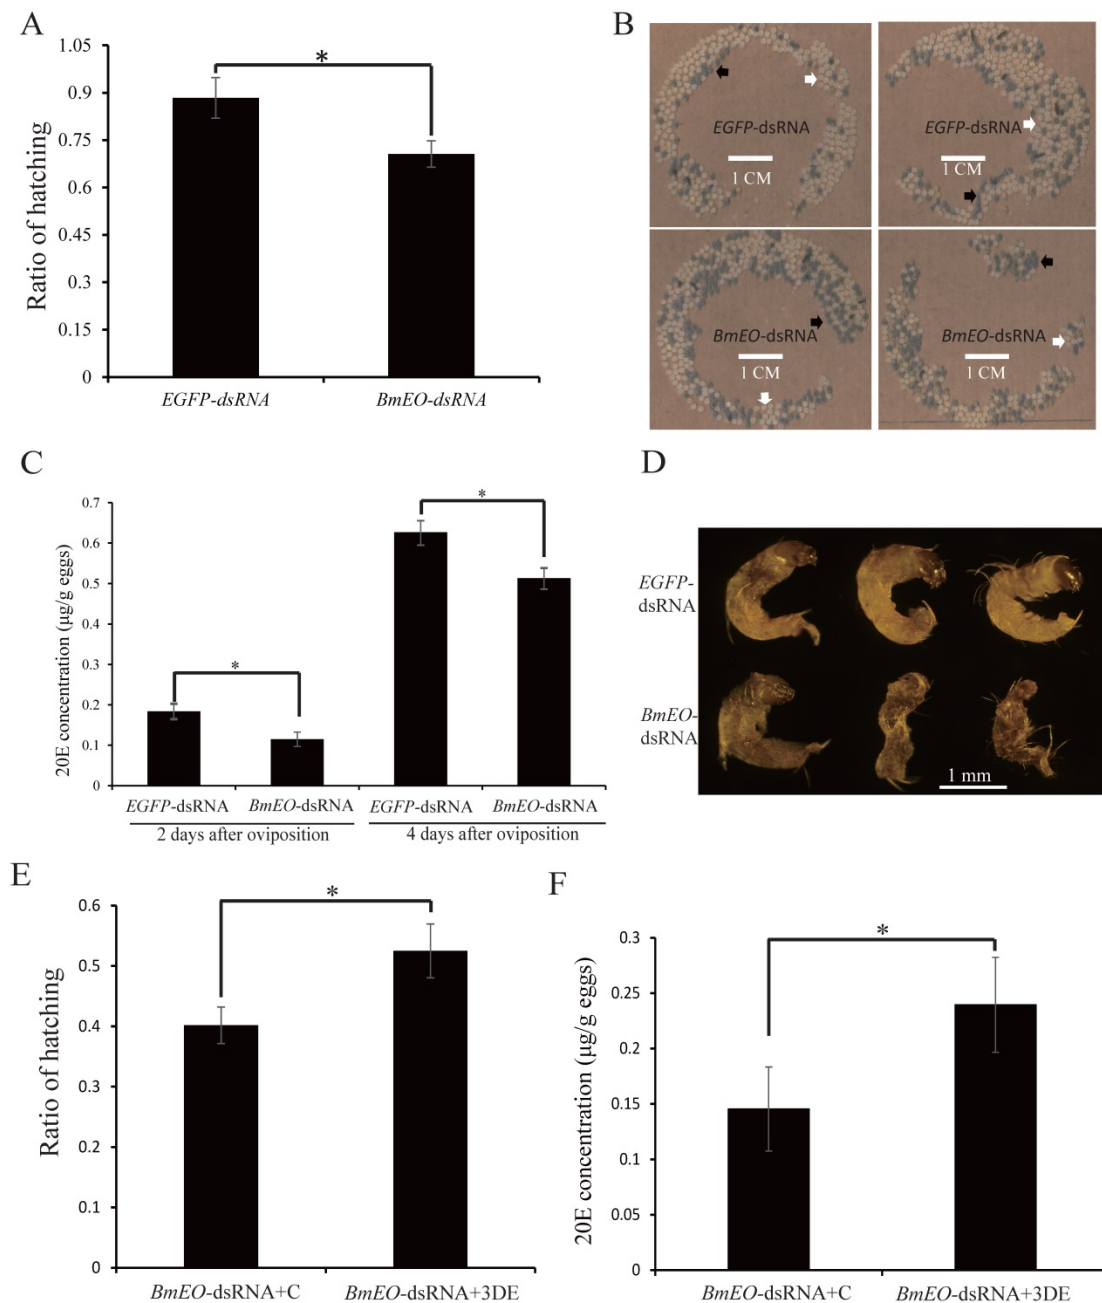 A
Ratio of hatching
1.05
0.9
0.75
0.6
0.45
0.3
0.15
0
*
EGFP-dsRNA
BmEO-dsRNA
B
EGFP-dsRNA
1 CM
EGFP-dsRNA
1 CM
BmEO-dsRNA
1 CM
BmEO-dsRNA
1 CM
C
20E concentration (µg/g eggs)
0.7
0.6
0.5
0.4
0.3
0.2
0.1
0
*
*
EGFP-dsRNA
BmEO-dsRNA
EGFP-dsRNA
BmEO-dsRNA
2 days after oviposition
4 days after oviposition
D
EGFP-
dsRNA
BmEO-
dsRNA
1 mm
E
Ratio of hatching
0.6
0.5
0.4
0.3
0.2
0.1
0
*
BmEO-dsRNA+C
BmEO-dsRNA+3DE
F
20E concentration (µg/g eggs)
0.3
0.25
0.2
0.15
0.1
0.05
0
*
BmEO-dsRNA+C
BmEO-dsRNA+3DE